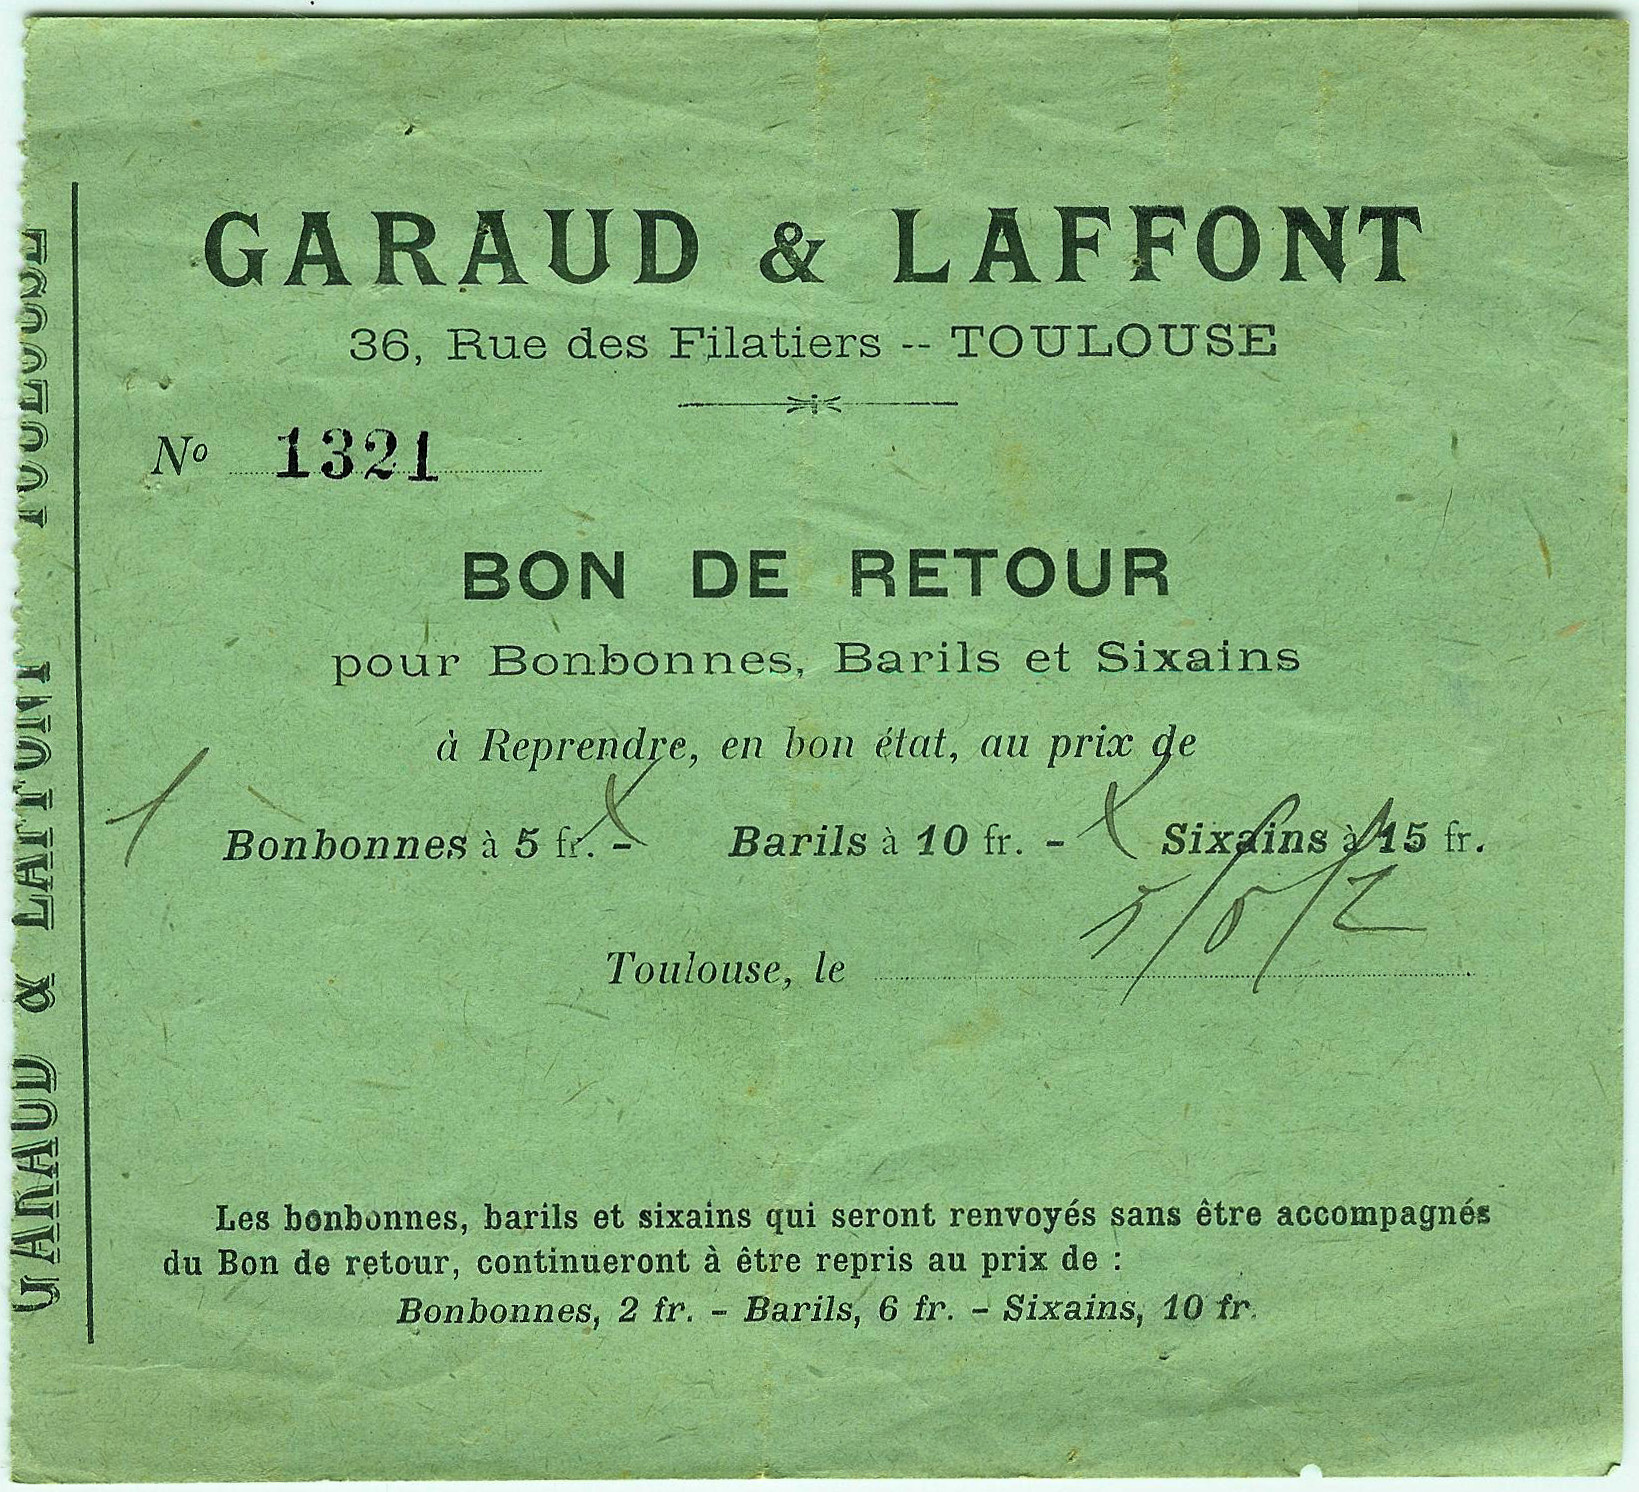 GARAUD & LAFFONT
36, Rue des Filatiers -- TOULOUSE
No 1321
BON DE RETOUR
pour Bonbonnes, Barils et Sixains
à Reprendre, en bon état, au prix de
1 Bonbonnes à 5 fr. - X Barils à 10 fr. - X Sixains à 15 fr.
Toulouse, le
Les bonbonnes, barils et sixains qui seront renvoyés sans être accompagnés
du Bon de retour, continueront à être repris au prix de :
Bonbonnes, 2 fr. - Barils, 6 fr. - Sixains, 10 fr.
GARAUD & LAFFONT TOULOUSE